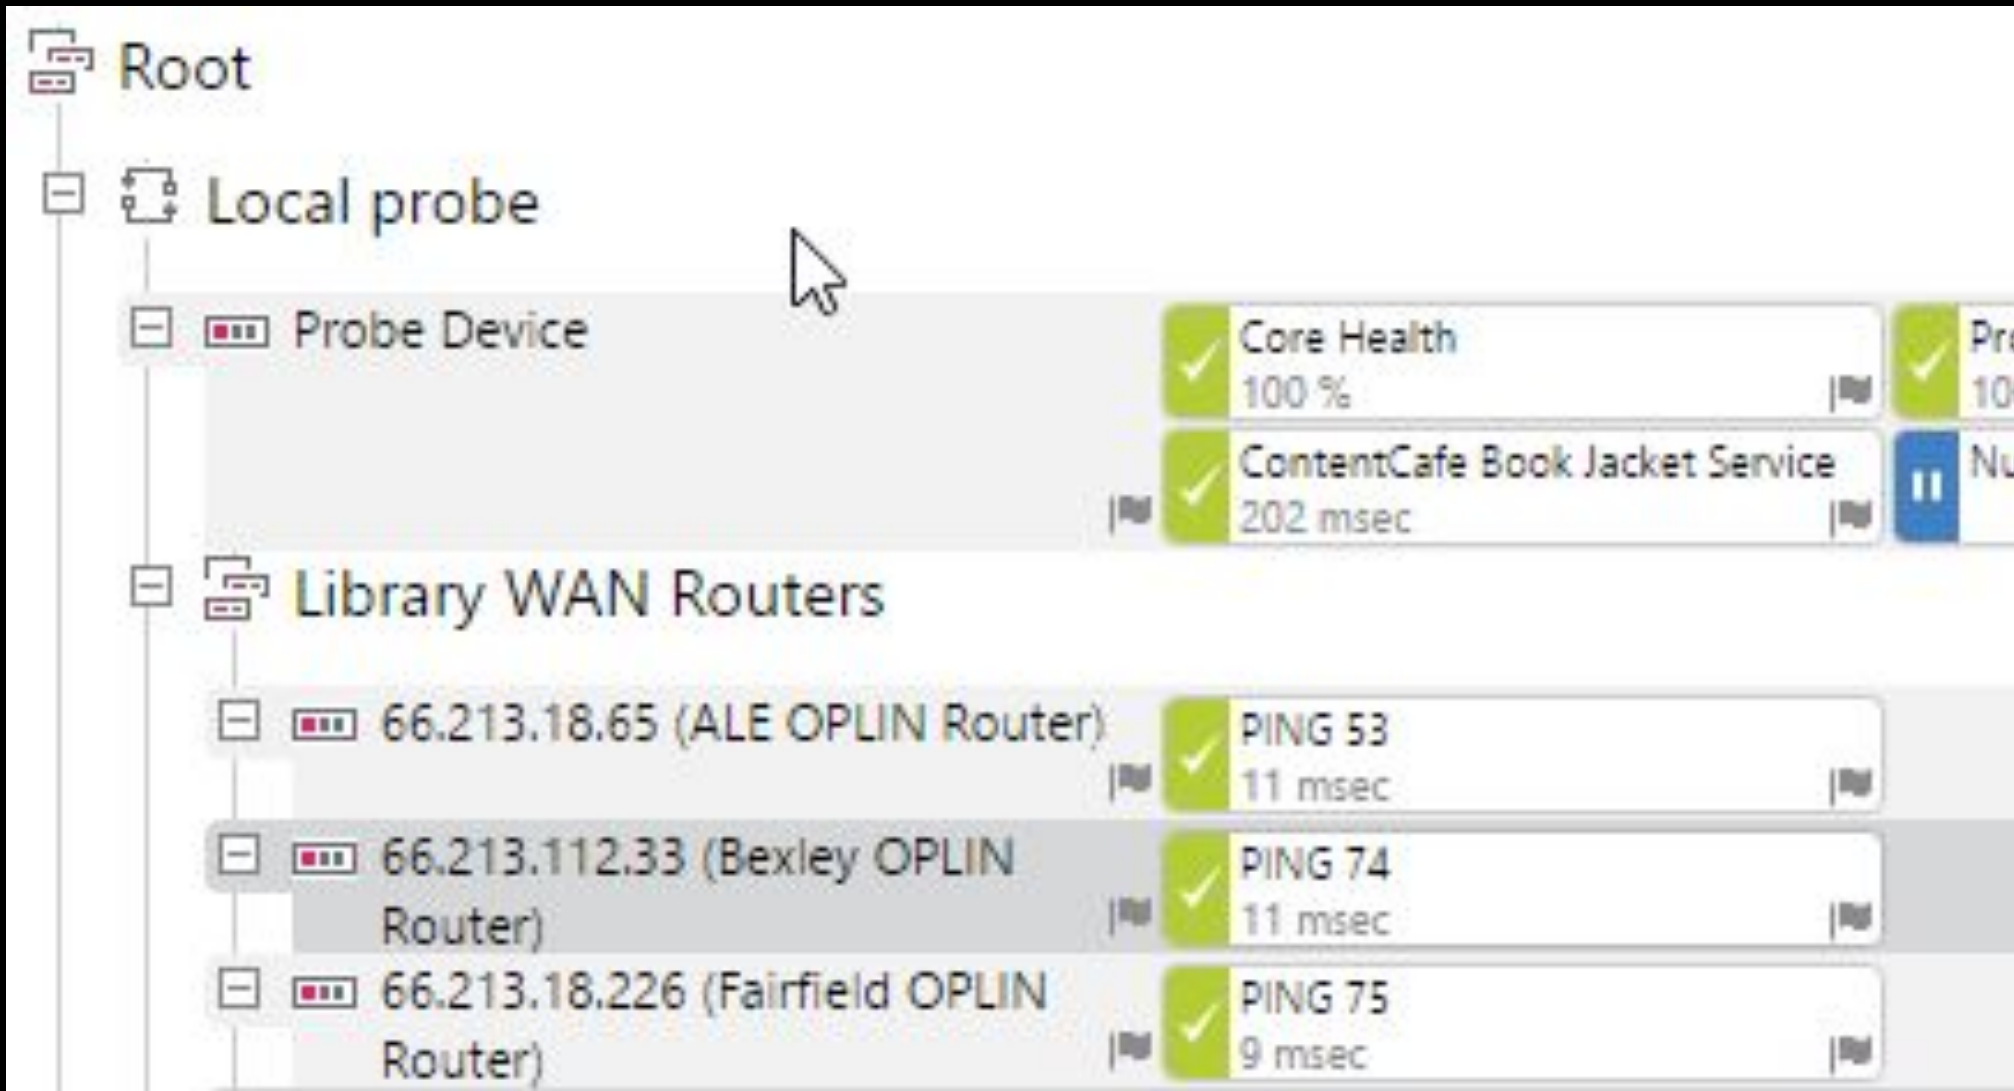 Root
Local probe
Probe Device
Core Health
100 %
ContentCafe Book Jacket Service
202 msec
Library WAN Routers
66.213.18.65 (ALE OPLIN Router)
PING 53
11 msec
66.213.112.33 (Bexley OPLIN
Router)
PING 74
11 msec
66.213.18.226 (Fairfield OPLIN
Router)
PING 75
9 msec